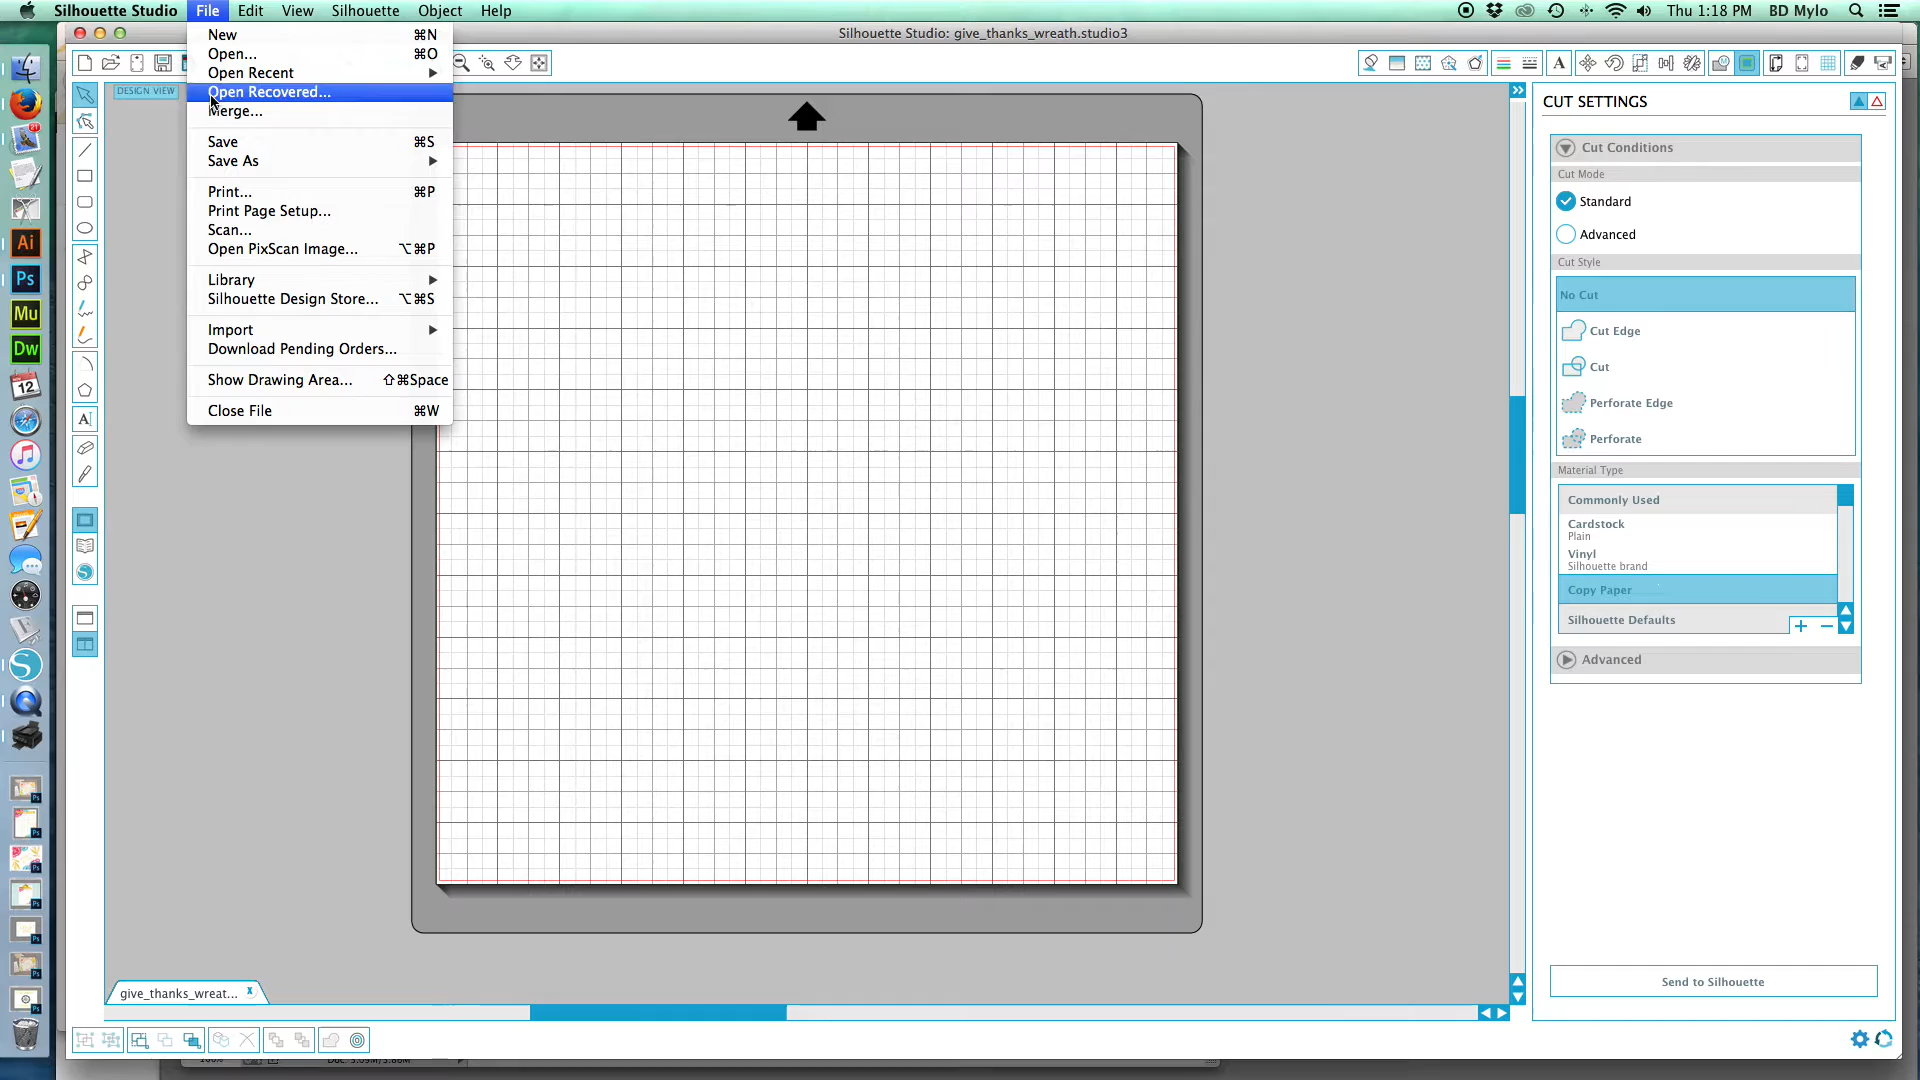 Silhouette Studio File Edit View Silhouette Object Help Thu 1:18 PM BD Mylo
Silhouette Studio: give_thanks_wreath.studio3
New ⌘N
Open... ⌘O
Open Recent
Open Recovered...
Merge...
Save ⌘S
Save As
Print... ⌘P
Print Page Setup...
Scan...
Open PixScan Image... ⌥⌘P
Library
Silhouette Design Store... ⌥⌘S
Import
Download Pending Orders...
Show Drawing Area... ⇧⌘Space
Close File ⌘W
DESIGN VIEW
21
Ai
Ps
Mu
Dw
12
A
A
CUT SETTINGS
Cut Conditions
Cut Mode
Standard
Advanced
Cut Style
No Cut
Cut Edge
Cut
Perforate Edge
Perforate
Material Type
Commonly Used
Cardstock
Plain
Vinyl
Silhouette brand
Copy Paper
Silhouette Defaults
Advanced
Send to Silhouette
give_thanks_wreat... x